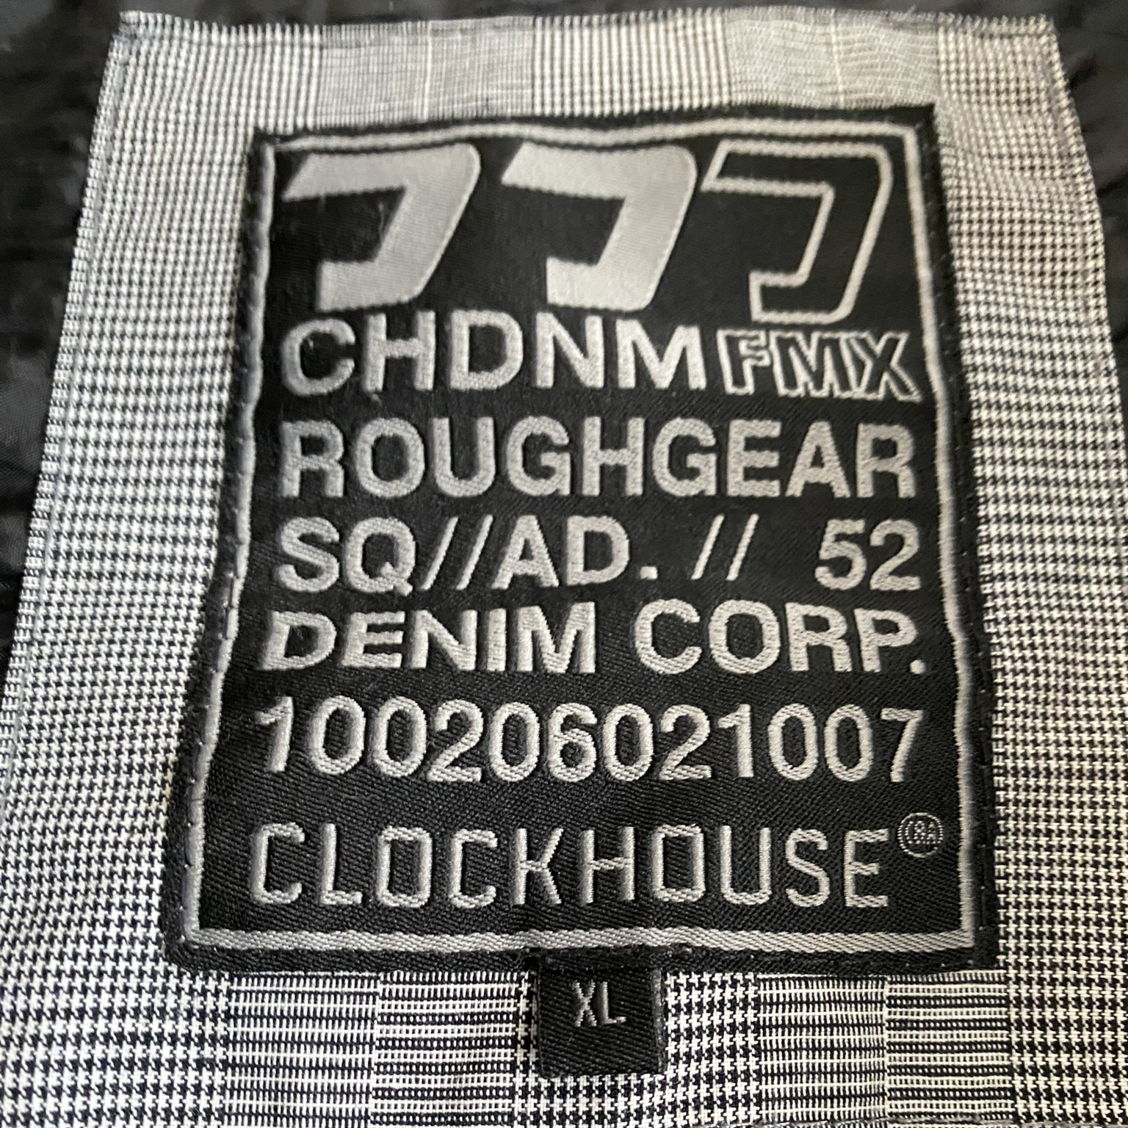 CHDNM FMX
ROUGHGEAR
SQ//AD. // 52
DENIM CORP.
100206021007
CLOCKHOUSE®
XL